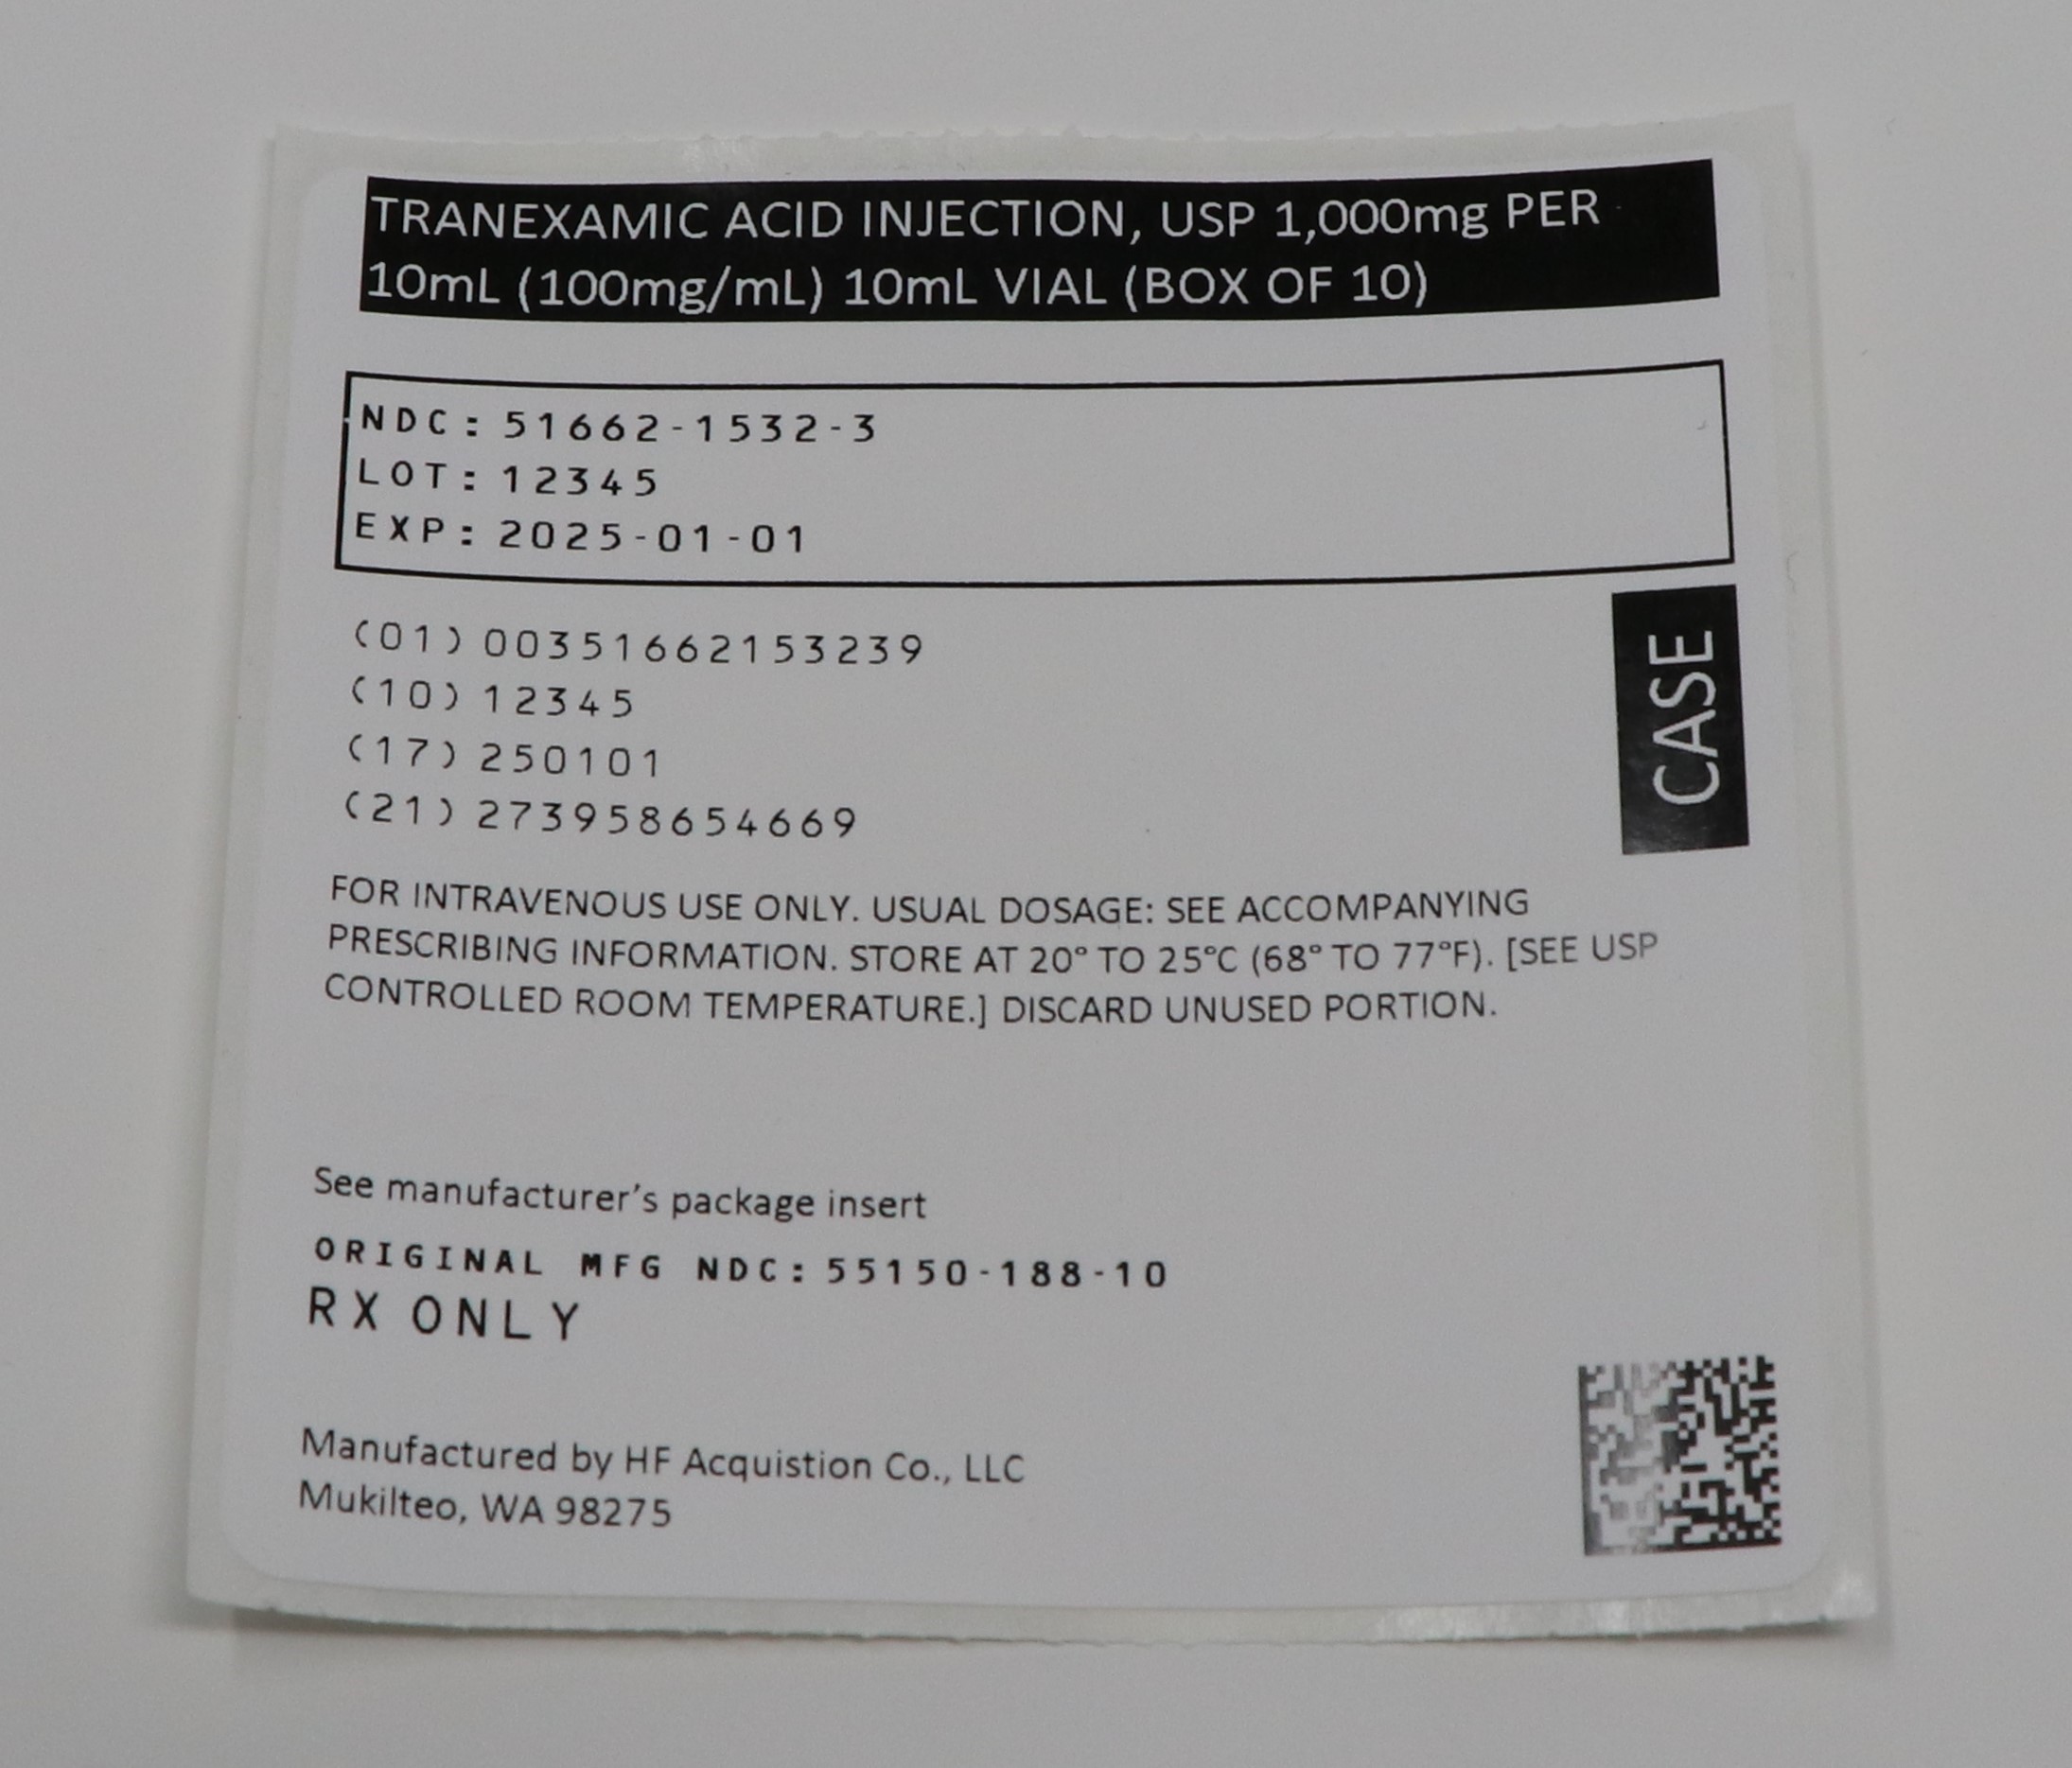 TRANEXAMIC ACID INJECTION, USP 1,000mg PER
10mL (100mg/mL) 10mL VIAL (BOX OF 10)
NDC: 51662-1532-3
LOT: 12345
EXP: 2025-01-01
(01) 00351662153239
(10) 12345
(17) 250101
(21) 273958654669
CASE
FOR INTRAVENOUS USE ONLY. USUAL DOSAGE: SEE ACCOMPANYING
PRESCRIBING INFORMATION. STORE AT 20° TO 25°C (68° TO 77°F). [SEE USP
CONTROLLED ROOM TEMPERATURE.] DISCARD UNUSED PORTION.
See manufacturer's package insert
ORIGINAL MFG NDC: 55150-188-10
RX ONLY
Manufactured by HF Acquistion Co., LLC
Mukilteo, WA 98275